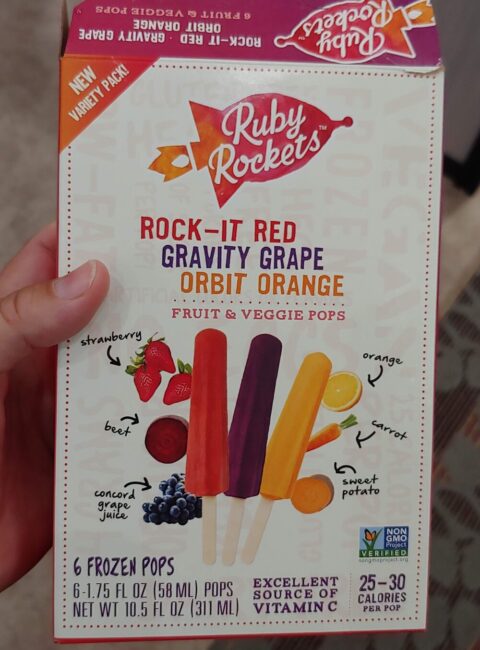 6 FRUIT & VEGGIE POPS
ORBIT ORANGE
ROCK-IT RED · GRAVITY GRAPE
Ruby
Rockets
NEW
VARIETY PACK!
Ruby
Rockets™
ROCK-IT RED
GRAVITY GRAPE
ORBIT ORANGE
FRUIT & VEGGIE POPS
strawberry
orange
beet
carrot
concord
grape
juice
sweet
potato
NON
GMO
Project
VERIFIED
nongmoproject.org
6 FROZEN POPS
6-1.75 FL OZ (58 ML) POPS
NET WT 10.5 FL OZ (311 ML)
EXCELLENT
SOURCE OF
VITAMIN C
25-30
CALORIES
PER POP